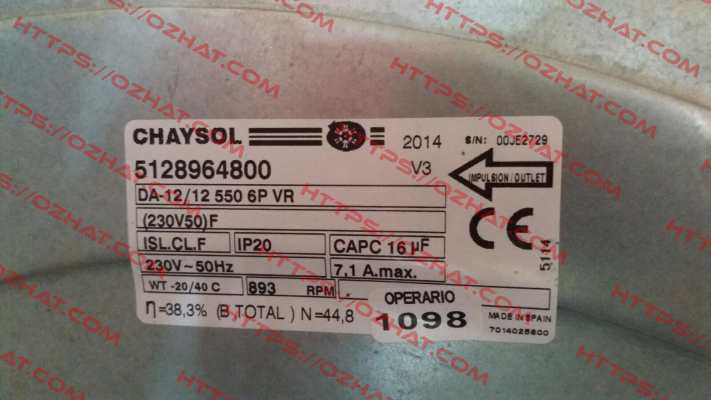 CHAYSOL 2014 S/N: 00JE2729
5128964800 V3 IMPULSION/OUTLET
DA-12/12 550 6P VR
(230V50)F
ISL.CL.F IP20 CAPC 16 µF
230V~50Hz 7,1 A.max.
WT -20/40 C 893 RPM .
η=38,3% (B,TOTAL ) N=44,8
OPERARIO
1098
CE
5114
MADE IN SPAIN
7014025600
HTTPS://OZHAT.COM